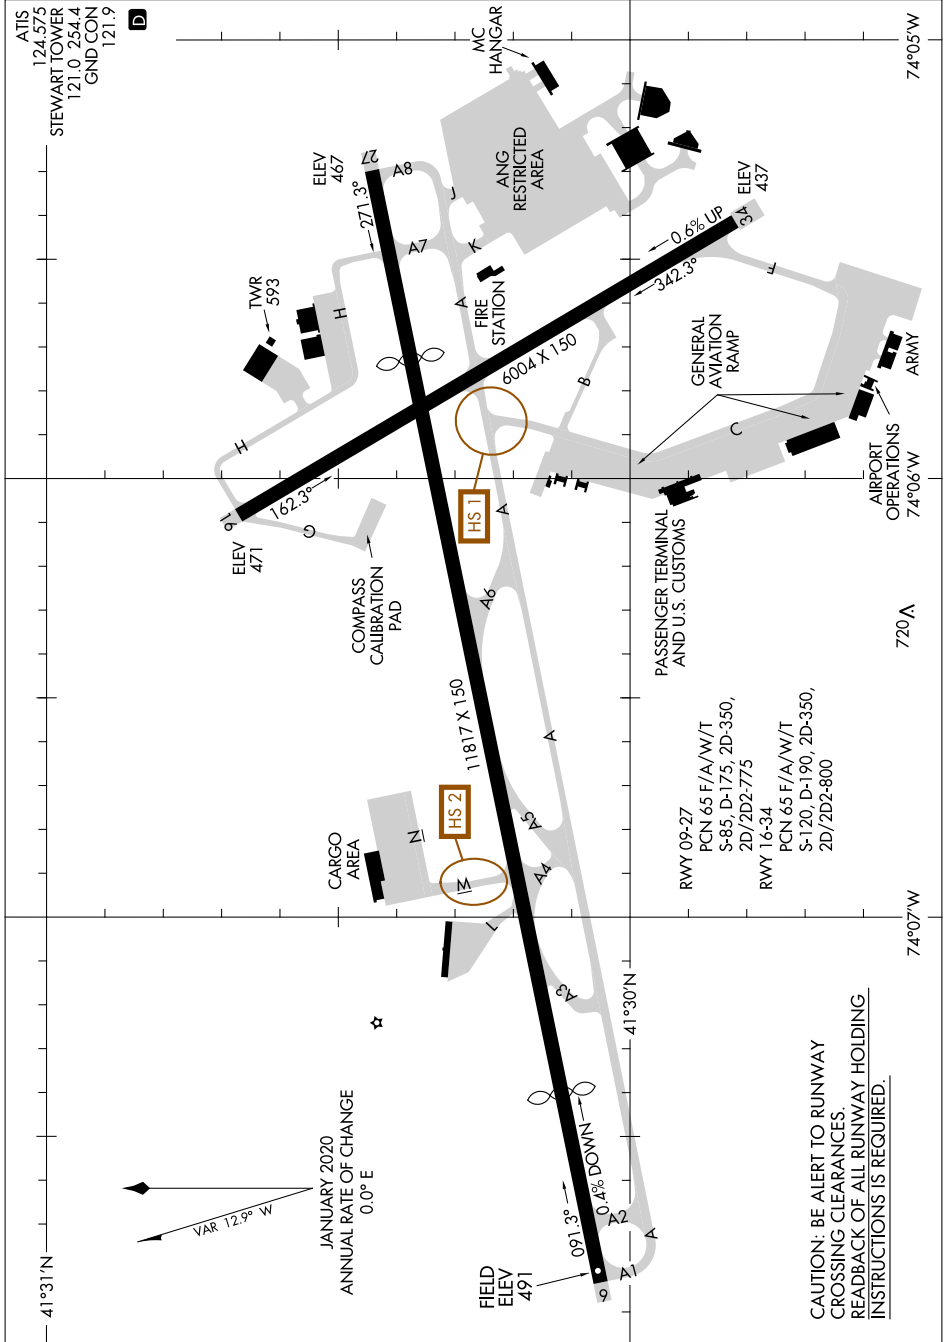 ATIS
124.575
STEWART TOWER
121.0 254.4
GND CON
121.9
D
74°05'W
74°06'W
74°07'W
41°31'N
41°30'N
MC
HANGAR
ANG
RESTRICTED
AREA
ELEV
467
27
A8
271.3°
J
A7
K
A
ELEV
437
34
0.6% UP
342.3°
F
TWR
593
H
FIRE
STATION
6004 X 150
B
GENERAL
AVIATION
RAMP
ARMY
C
AIRPORT
OPERATIONS
H
162.3°
16
ELEV
471
G
HS 1
A
COMPASS
CALIBRATION
PAD
A6
PASSENGER TERMINAL
AND U.S. CUSTOMS
720
11817 X 150
A
A5
HS 2
N
CARGO
AREA
W
A4
L
A3
RWY 09-27
PCN 65 F/A/W/T
S-85, D-175, 2D-350,
2D/2D2-775
RWY 16-34
PCN 65 F/A/W/T
S-120, D-190, 2D-350,
2D/2D2-800
JANUARY 2020
ANNUAL RATE OF CHANGE
0.0° E
VAR 12.9° W
091.3°
0.4% DOWN
A2
A
A1
9
FIELD
ELEV
491
CAUTION: BE ALERT TO RUNWAY
CROSSING CLEARANCES.
READBACK OF ALL RUNWAY HOLDING
INSTRUCTIONS IS REQUIRED.